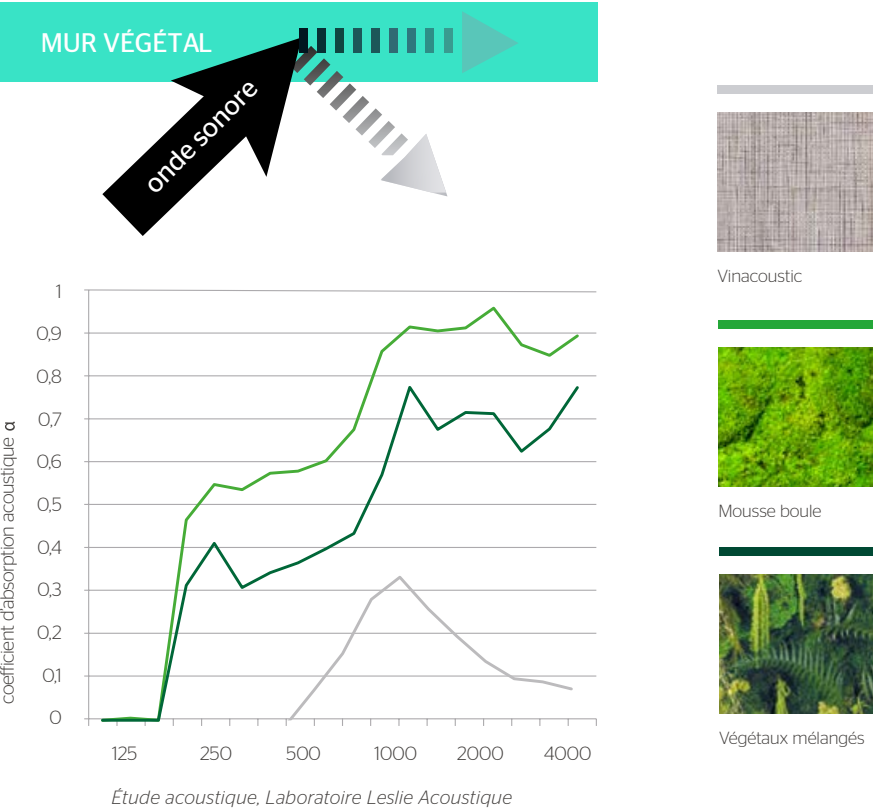 MUR VÉGÉTAL
onde sonore
Vinacoustic
Mousse boule
Végétaux mélangés
coefficient d'absorption acoustique α
1
0,9
0,8
0,7
0,6
0,5
0,4
0,3
0,2
0,1
0
125 250 500 1000 2000 4000
Étude acoustique, Laboratoire Leslie Acoustique